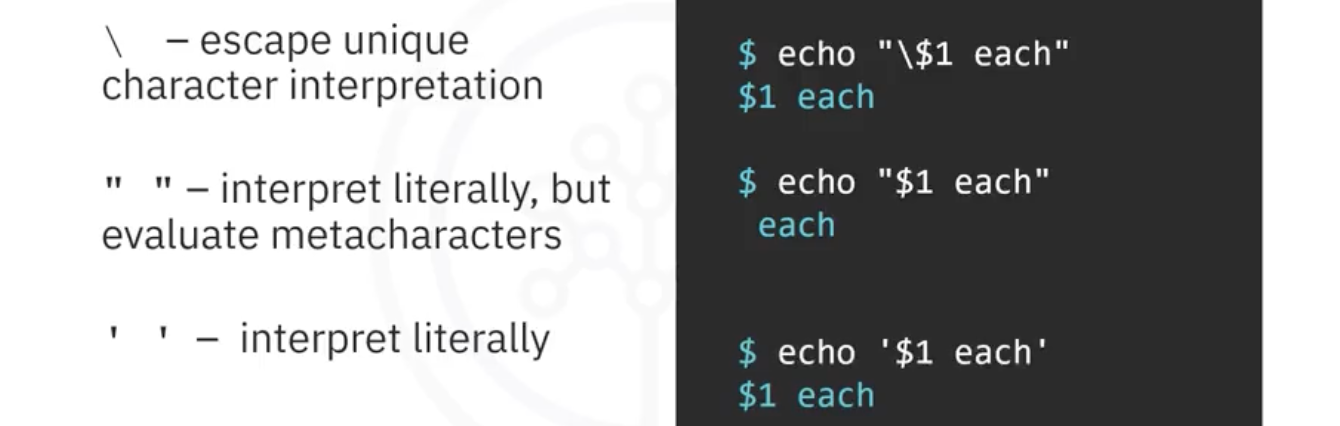 \ – escape unique
character interpretation
" " – interpret literally, but
evaluate metacharacters
' ' – interpret literally
$ echo "\$1 each"
$1 each
$ echo "$1 each"
 each
$ echo '$1 each'
$1 each